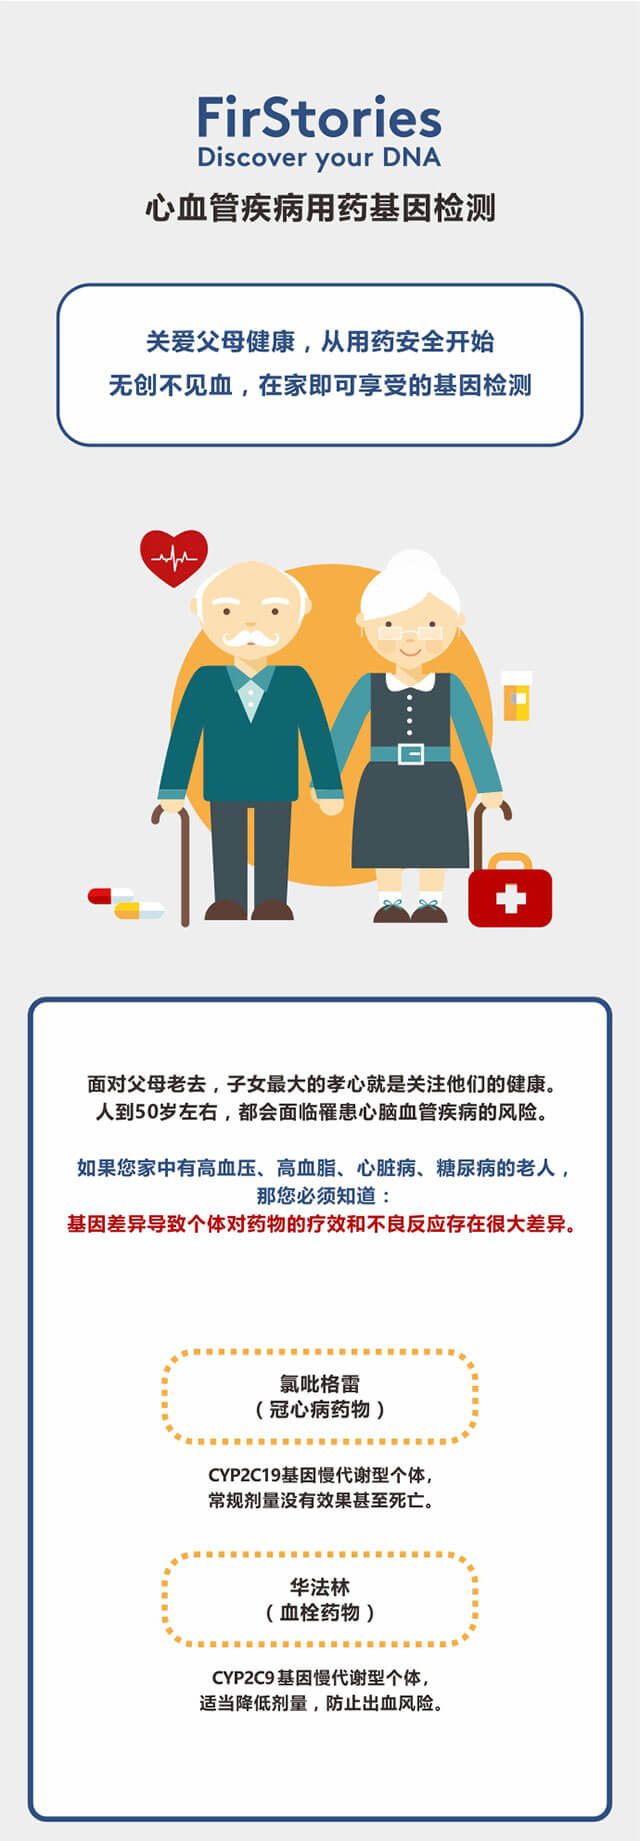 FirStories
Discover your DNA
心血管疾病用药基因检测
关爱父母健康，从用药安全开始
无创不见血，在家即可享受的基因检测
面对父母老去，子女最大的孝心就是关注他们的健康。
人到50岁左右，都会面临罹患心脑血管疾病的风险。
如果您家中有高血压、高血脂、心脏病、糖尿病的老人，
那您必须知道：
基因差异导致个体对药物的疗效和不良反应存在很大差异。
氯吡格雷
（冠心病药物）
CYP2C19基因慢代谢型个体，
常规剂量没有效果甚至死亡。
华法林
（血栓药物）
CYP2C9基因慢代谢型个体，
适当降低剂量，防止出血风险。